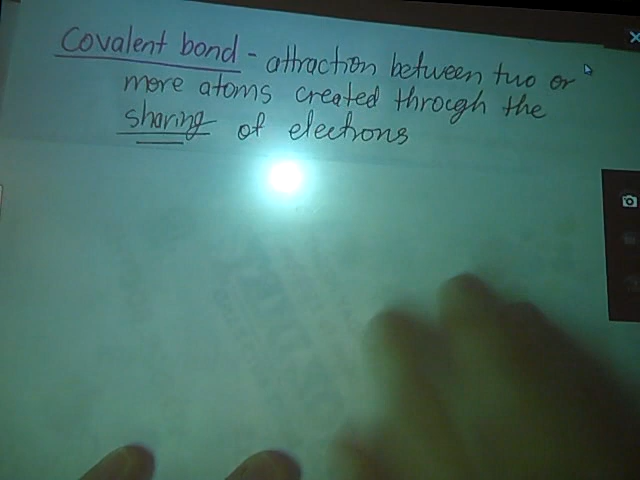 Covalent bond - attraction between two or
more atoms created through the
sharing of electrons